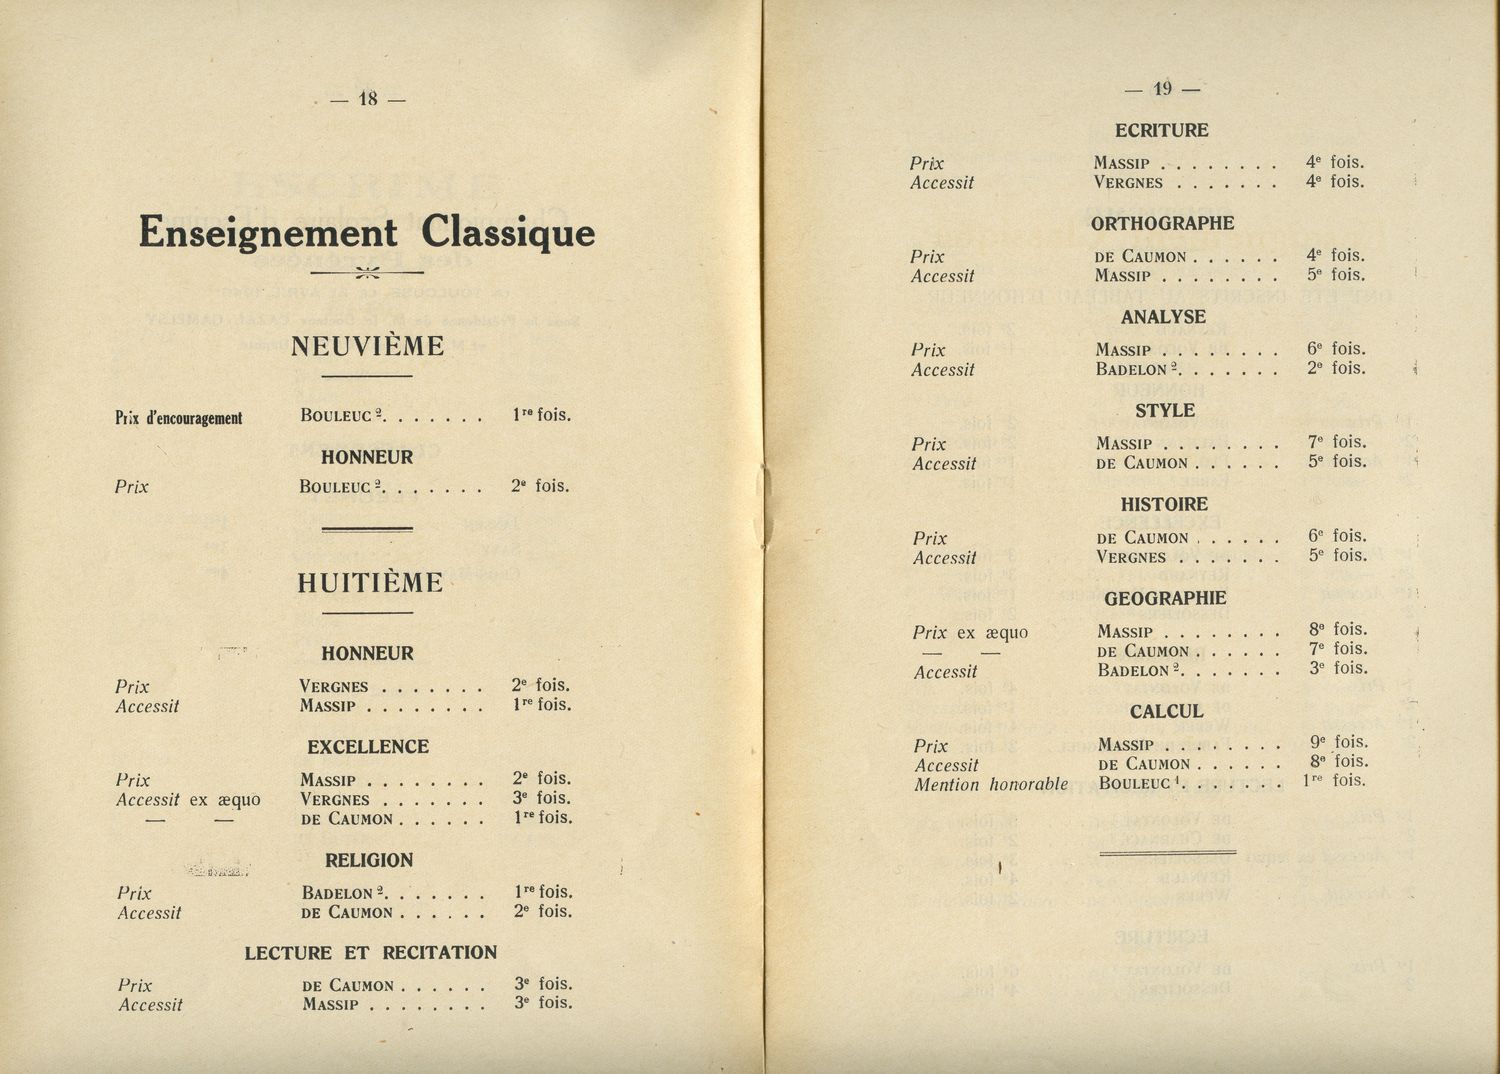 — 18 —
Enseignement Classique
NEUVIÈME
Prix d'encouragement BOULEUC 2. . . . . . . 1re fois.
HONNEUR
Prix BOULEUC 2. . . . . . . 2e fois.
HUITIÈME
HONNEUR
Prix VERGNES . . . . . . . 2e fois.
Accessit MASSIP . . . . . . . . 1re fois.
EXCELLENCE
Prix MASSIP . . . . . . . . 2e fois.
Accessit ex æquo VERGNES . . . . . . . 3e fois.
— — DE CAUMON . . . . . . 1re fois.
RELIGION
Prix BADELON 2. . . . . . . 1re fois.
Accessit DE CAUMON . . . . . . 2e fois.
LECTURE ET RECITATION
Prix DE CAUMON . . . . . . 3e fois.
Accessit MASSIP . . . . . . . . 3e fois.
— 19 —
ECRITURE
Prix MASSIP . . . . . . . . 4e fois.
Accessit VERGNES . . . . . . . 4e fois.
ORTHOGRAPHE
Prix DE CAUMON . . . . . . 4e fois.
Accessit MASSIP . . . . . . . . 5e fois.
ANALYSE
Prix MASSIP . . . . . . . . 6e fois.
Accessit BADELON 2. . . . . . . 2e fois.
STYLE
Prix MASSIP . . . . . . . . 7e fois.
Accessit DE CAUMON . . . . . . 5e fois.
HISTOIRE
Prix DE CAUMON . . . . . . 6e fois.
Accessit VERGNES . . . . . . . 5e fois.
GEOGRAPHIE
Prix ex æquo MASSIP . . . . . . . . 8e fois.
— — DE CAUMON . . . . . . 7e fois.
Accessit BADELON 2. . . . . . . 3e fois.
CALCUL
Prix MASSIP . . . . . . . . 9e fois.
Accessit DE CAUMON . . . . . . 8e fois.
Mention honorable BOULEUC 1. . . . . . . 1re fois.